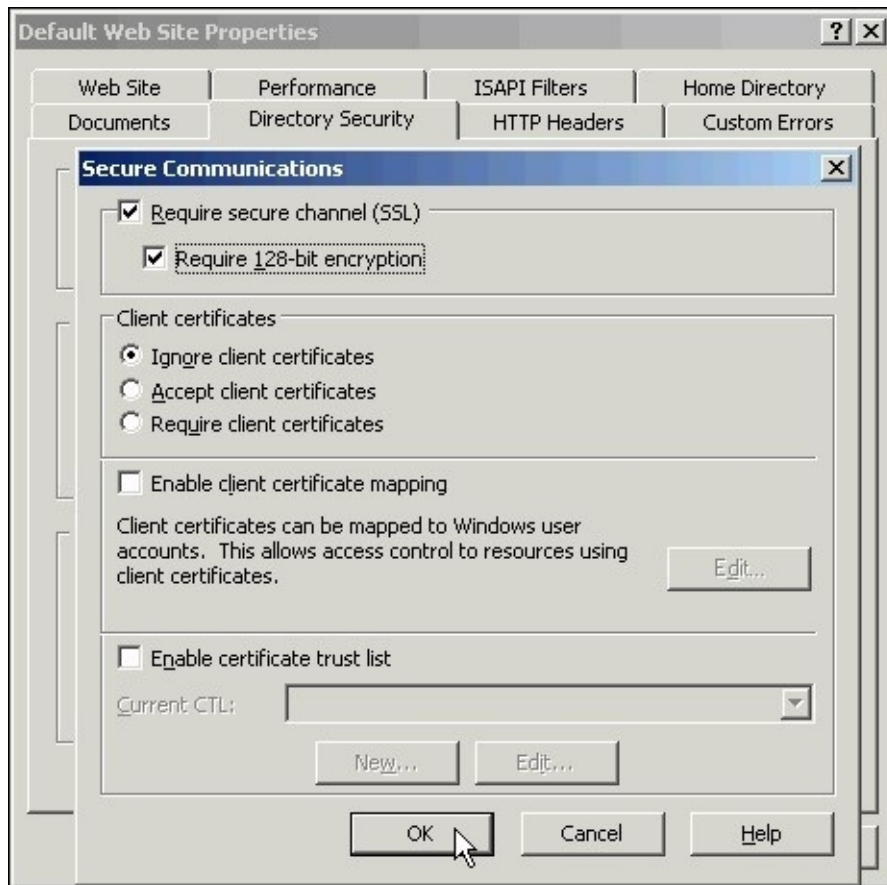 Default Web Site Properties
Web Site Performance ISAPI Filters Home Directory
Documents Directory Security HTTP Headers Custom Errors
Secure Communications
Require secure channel (SSL)
Require 128-bit encryption
Client certificates
Ignore client certificates
Accept client certificates
Require client certificates
Enable client certificate mapping
Client certificates can be mapped to Windows user
accounts. This allows access control to resources using
client certificates.
Edit...
Enable certificate trust list
Current CTL:
New... Edit...
OK Cancel Help